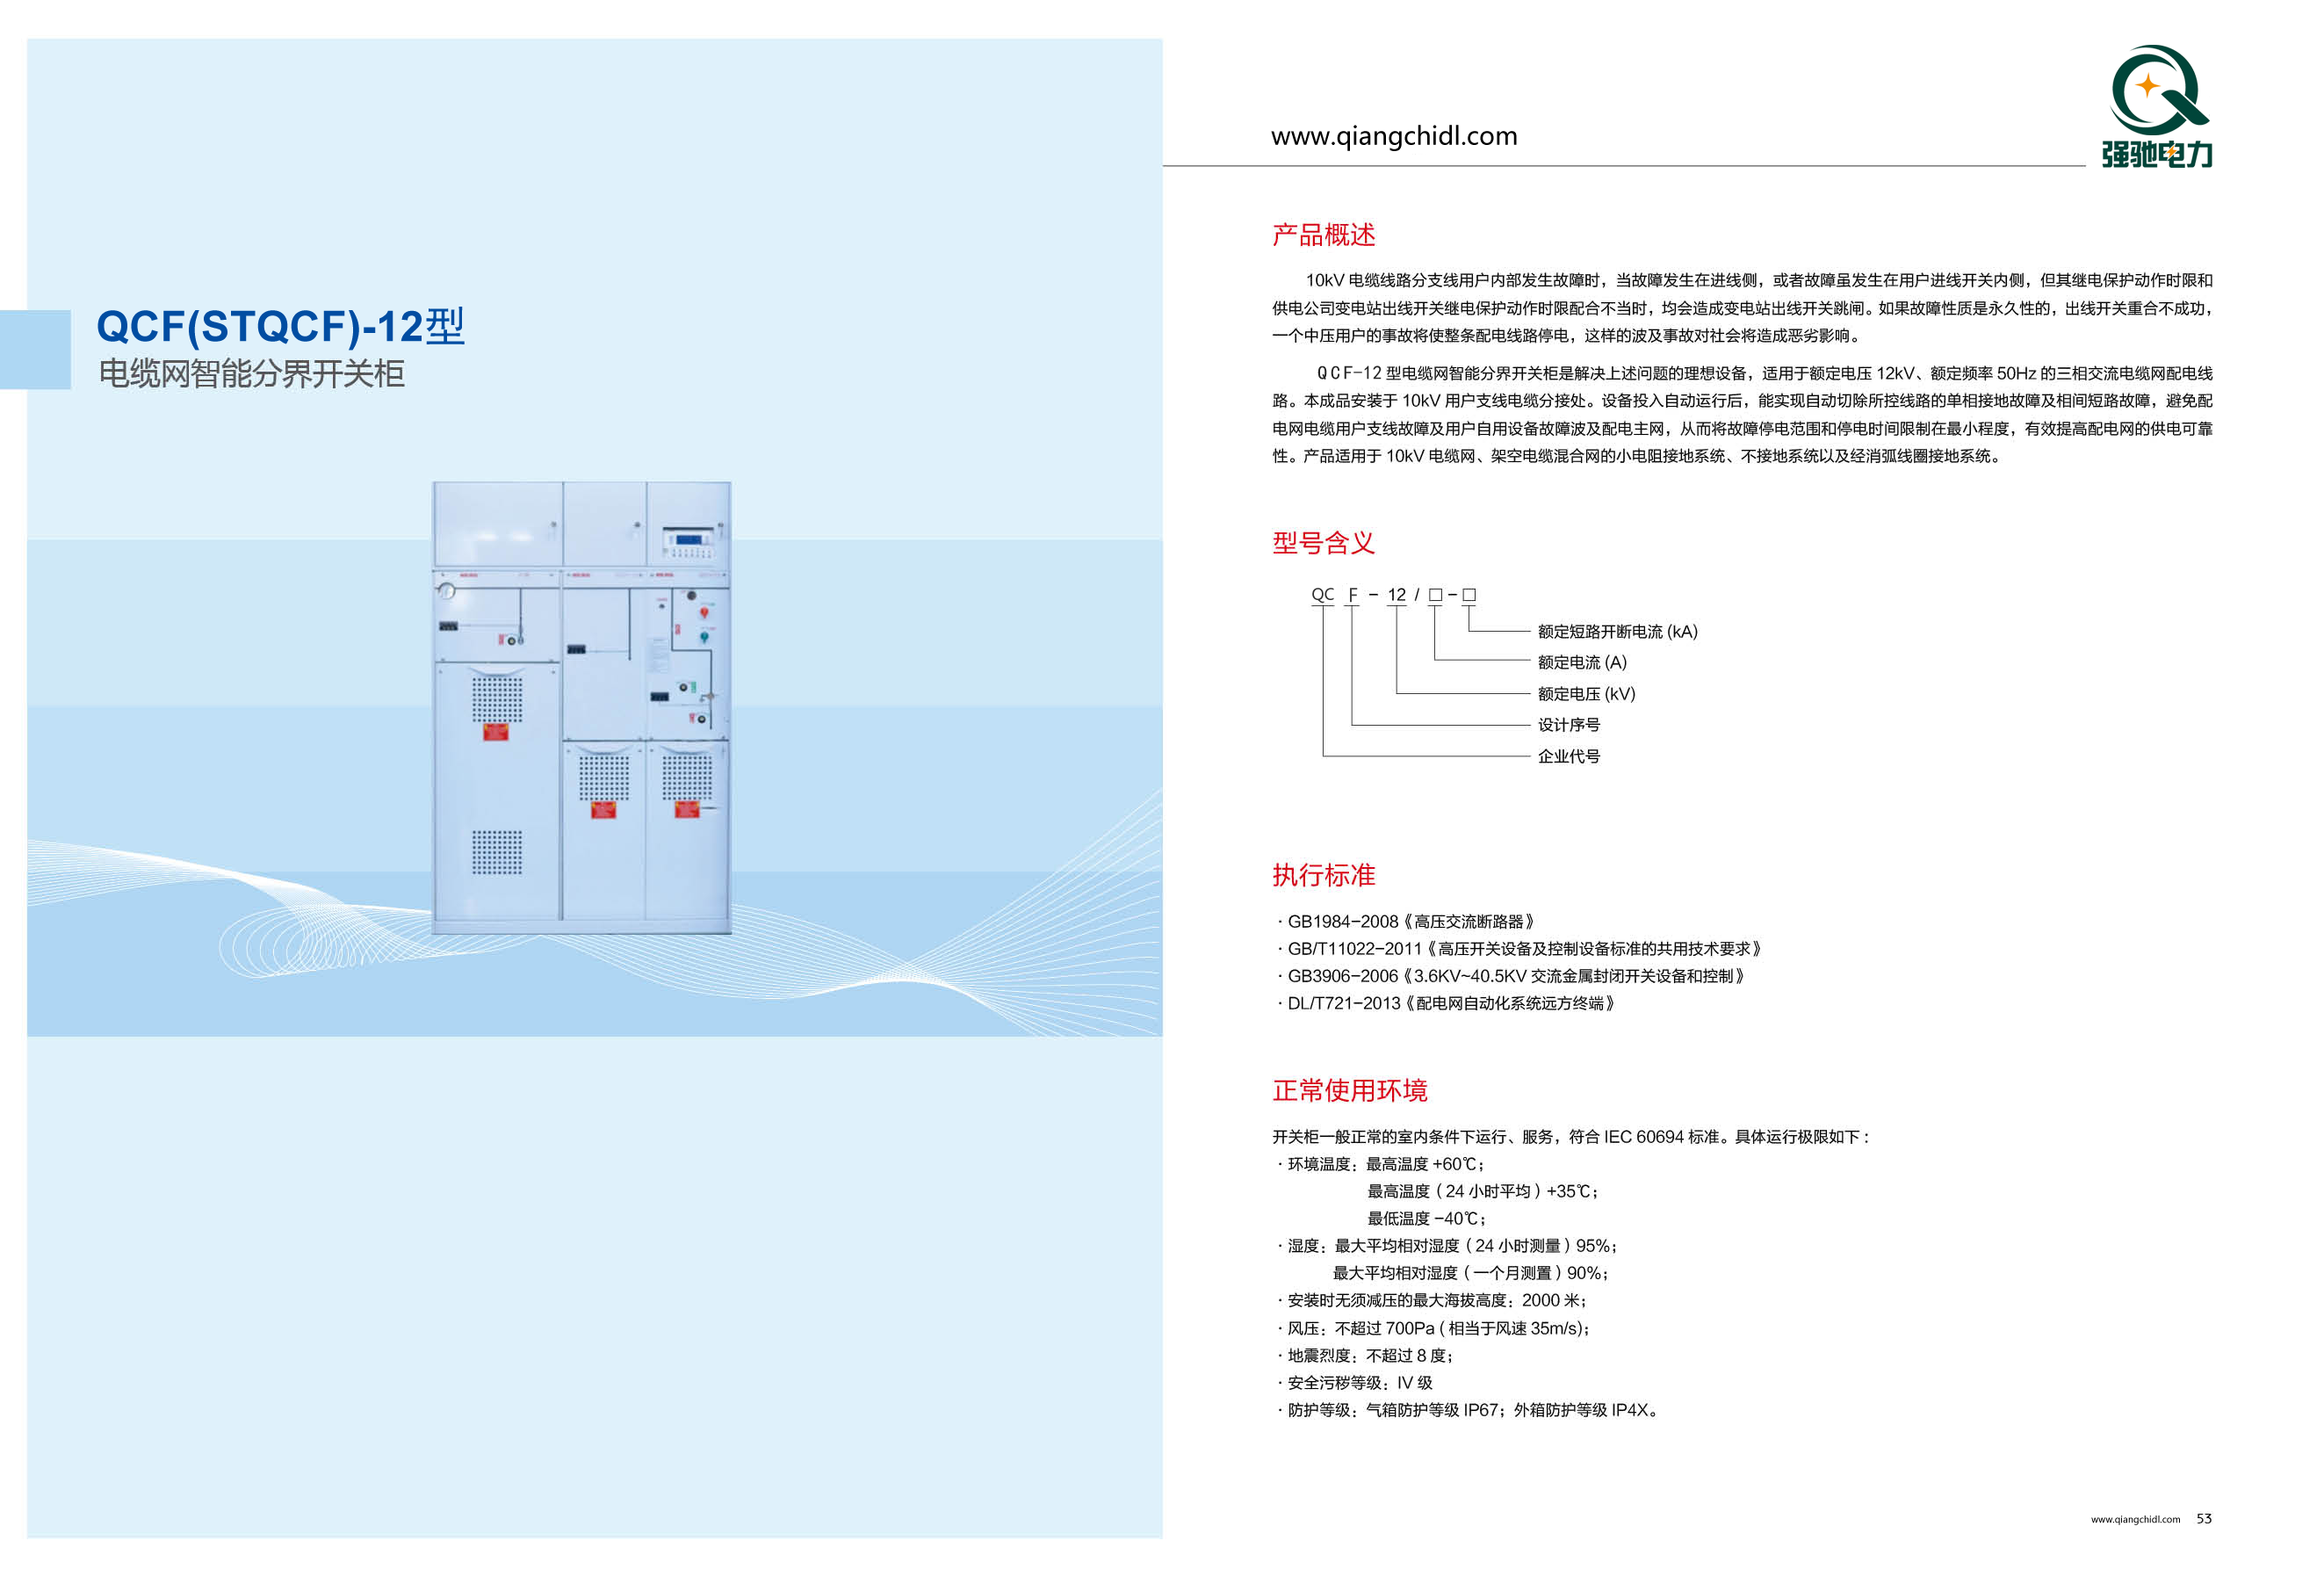 QCF(STQCF)-12型
电缆网智能分界开关柜
www.qiangchidl.com
强驰电力
产品概述
10kV 电缆线路分支线用户内部发生故障时，当故障发生在进线侧，或者故障虽发生在用户进线开关内侧，但其继电保护动作时限和
供电公司变电站出线开关继电保护动作时限配合不当时，均会造成变电站出线开关跳闸。如果故障性质是永久性的，出线开关重合不成功，
一个中压用户的事故将使整条配电线路停电，这样的波及事故对社会将造成恶劣影响。
QCF-12 型电缆网智能分界开关柜是解决上述问题的理想设备，适用于额定电压 12kV、额定频率 50Hz 的三相交流电缆网配电线
路。本成品安装于 10kV 用户支线电缆分接处。设备投入自动运行后，能实现自动切除所控线路的单相接地故障及相间短路故障，避免配
电网电缆用户支线故障及用户自用设备故障波及配电主网，从而将故障停电范围和停电时间限制在最小程度，有效提高配电网的供电可靠
性。产品适用于 10kV 电缆网、架空电缆混合网的小电阻接地系统、不接地系统以及经消弧线圈接地系统。
型号含义
QC F - 12 / □ - □
额定短路开断电流 (kA)
额定电流 (A)
额定电压 (kV)
设计序号
企业代号
执行标准
· GB1984-2008《高压交流断路器》
· GB/T11022-2011《高压开关设备及控制设备标准的共用技术要求》
· GB3906-2006《3.6KV~40.5KV 交流金属封闭开关设备和控制》
· DL/T721-2013《配电网自动化系统远方终端》
正常使用环境
开关柜一般正常的室内条件下运行、服务，符合 IEC 60694 标准。具体运行极限如下：
· 环境温度：最高温度 +60℃；
最高温度（24 小时平均）+35℃；
最低温度 -40℃；
· 湿度：最大平均相对湿度（24 小时测量）95%；
最大平均相对湿度（一个月测置）90%；
· 安装时无须减压的最大海拔高度：2000 米；
· 风压：不超过 700Pa ( 相当于风速 35m/s)；
· 地震烈度：不超过 8 度；
· 安全污秽等级：IV 级
· 防护等级：气箱防护等级 IP67；外箱防护等级 IP4X。
www.qiangchidl.com 53